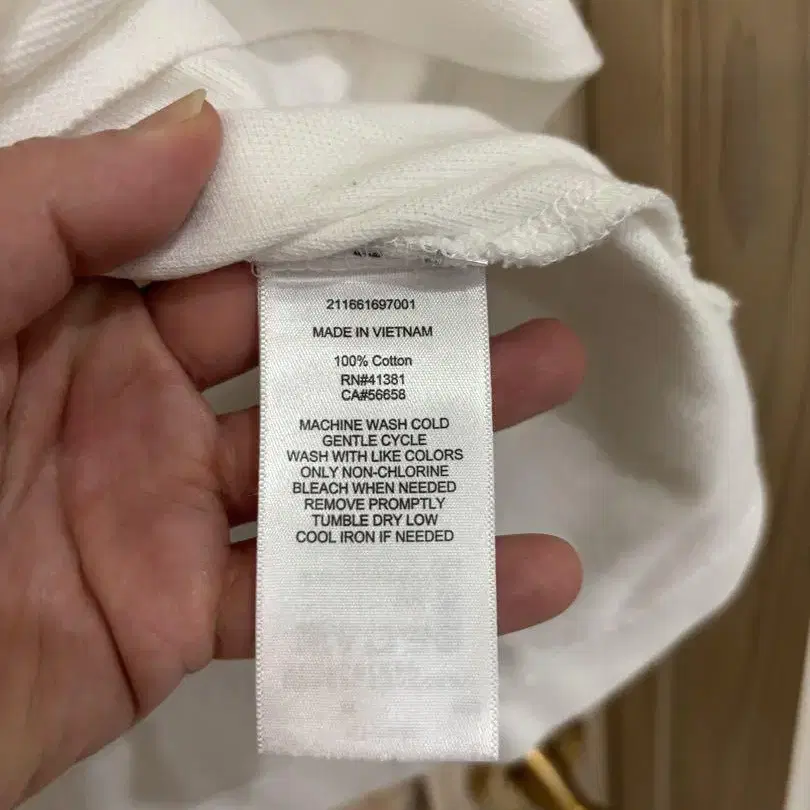 211661697001
MADE IN VIETNAM
100% Cotton
RN#41381
CA#56658
MACHINE WASH COLD
GENTLE CYCLE
WASH WITH LIKE COLORS
ONLY NON-CHLORINE
BLEACH WHEN NEEDED
REMOVE PROMPTLY
TUMBLE DRY LOW
COOL IRON IF NEEDED